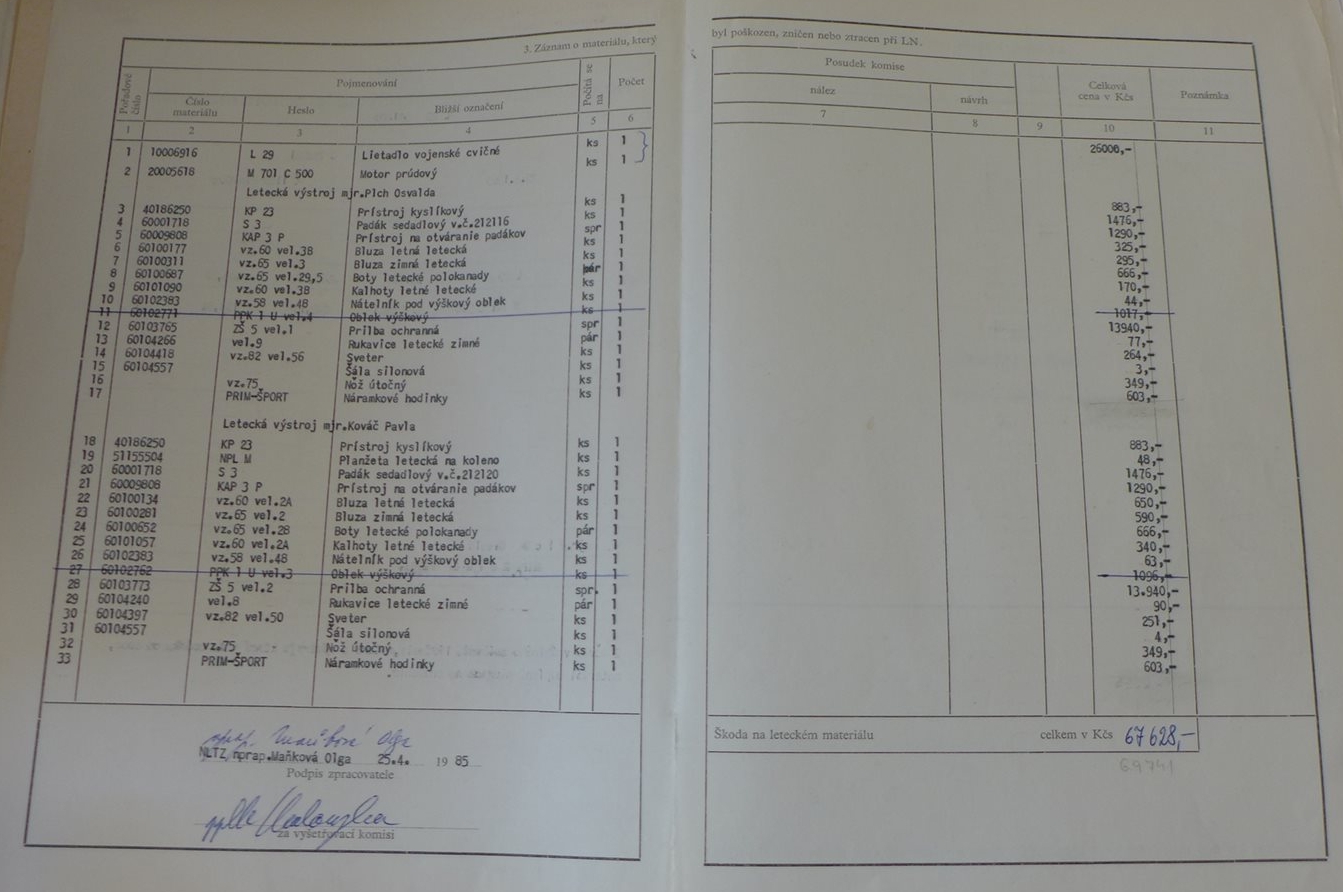 3. Záznam o materiálu, který
byl poškozen, zničen nebo ztracen při LN.
Pořadové číslo
Pojmenování
Počítá se na
Počet
Číslo materiálu
Heslo
Bližší označení
Posudek komise
nález
návrh
Celková cena v Kčs
Poznámka
1 2 3 4 5 6 7 8 9 10 11
1 10006916 L 29 Lietadlo vojenské cvičné ks 1 26000,-
2 20005618 M 701 C 500 Motor prúdový ks 1
Letecká výstroj mjr.Plch Osvalda
3 40186250 KP 23 Prístroj kyslíkový ks 1 883,-
4 60001718 S 3 Padák sedadlový v.č.212116 ks 1 1476,-
5 60009808 KAP 3 P Prístroj na otváranie padákov spr 1 1290,-
6 60100177 vz.60 vel.38 Bluza letná letecká ks 1 325,-
7 60100311 vz.65 vel.3 Bluza zimná letecká ks 1 295,-
8 60100687 vz.65 vel.29,5 Boty letecké polokanady pár 1 666,-
9 60101090 vz.60 vel.38 Kalhoty letné letecké ks 1 170,-
10 60102383 vz.58 vel.48 Nátelník pod výškový oblek ks 1 44,-
11 60102771 PPK 1 U vel.4 Oblek výškový ks 1 1017,-
12 60103765 ZŠ 5 vel.1 Prilba ochranná spr 1 13940,-
13 60104266 vel.9 Rukavice letecké zimné pár 1 77,-
14 60104418 vz.82 vel.56 Sveter ks 1 264,-
15 60104557 Šála silonová ks 1 3,-
16 vz.75 Nož útočný ks 1 349,-
17 PRIM-ŠPORT Náramkové hodinky ks 1 603,-
Letecká výstroj mjr.Kováč Pavla
18 40186250 KP 23 Prístroj kyslíkový ks 1 883,-
19 51155504 NPL M Planžeta letecká na koleno ks 1 48,-
20 60001718 S 3 Padák sedadlový v.č.212120 ks 1 1476,-
21 60009808 KAP 3 P Prístroj na otváranie padákov spr 1 1290,-
22 60100134 vz.60 vel.2A Bluza letná letecká ks 1 650,-
23 60100281 vz.65 vel.2 Bluza zimná letecká ks 1 590,-
24 60100652 vz.65 vel.28 Boty letecké polokanady pár 1 666,-
25 60101057 vz.60 vel.2A Kalhoty letné letecké ks 1 340,-
26 60102383 vz.58 vel.48 Nátelník pod výškový oblek ks 1 63,-
27 60102762 PPK 1 U vel.3 Oblek výškový ks 1 1096,-
28 60103773 ZŠ 5 vel.2 Prilba ochranná spr. 1 13.940,-
29 60104240 vel.8 Rukavice letecké zimné pár 1 90,-
30 60104397 vz.82 vel.50 Sveter ks 1 251,-
31 60104557 Šála silonová ks 1 4,-
32 vz.75 Nož útočný ks 1 349,-
33 PRIM-ŠPORT Náramkové hodinky ks 1 603,-
Škoda na leteckém materiálu celkem v Kčs 67 628,-
69741
nprap. Maňková Olga
NLTZ nprap.Maňková Olga 25.4. 1985
Podpis zpracovatele
za vyšetřovací komisi